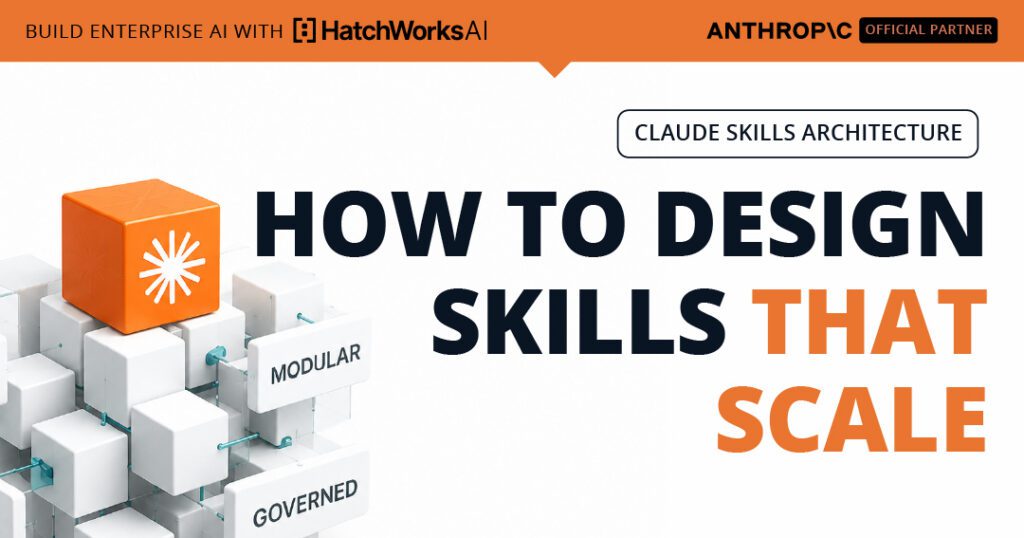 BUILD ENTERPRISE AI WITH HatchWorksAI
ANTHROP\C OFFICIAL PARTNER
CLAUDE SKILLS ARCHITECTURE
HOW TO DESIGN
SKILLS THAT
SCALE
MODULAR
GOVERNED